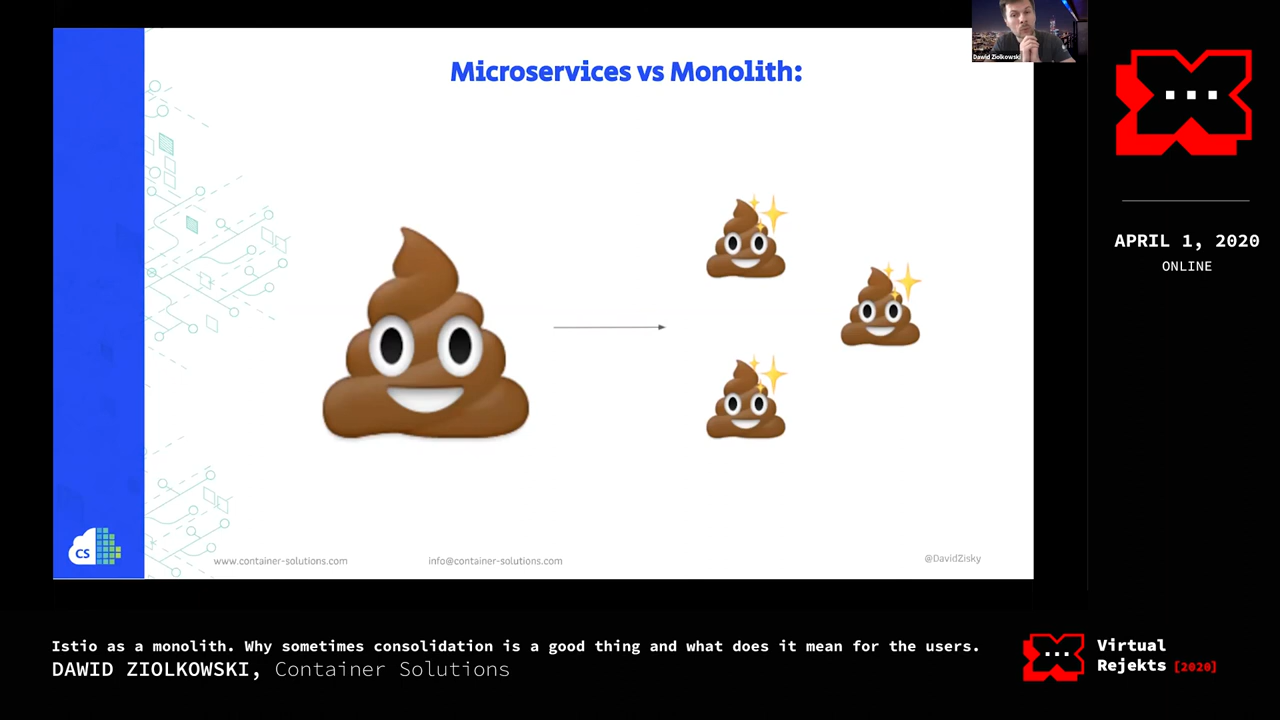 Microservices vs Monolith:
Dawid Ziolkowski
APRIL 1, 2020
ONLINE
CS
www.container-solutions.com
info@container-solutions.com
@DavidZisky
Istio as a monolith. Why sometimes consolidation is a good thing and what does it mean for the users.
DAWID ZIOLKOWSKI, Container Solutions
Virtual
Rejekts [2020]